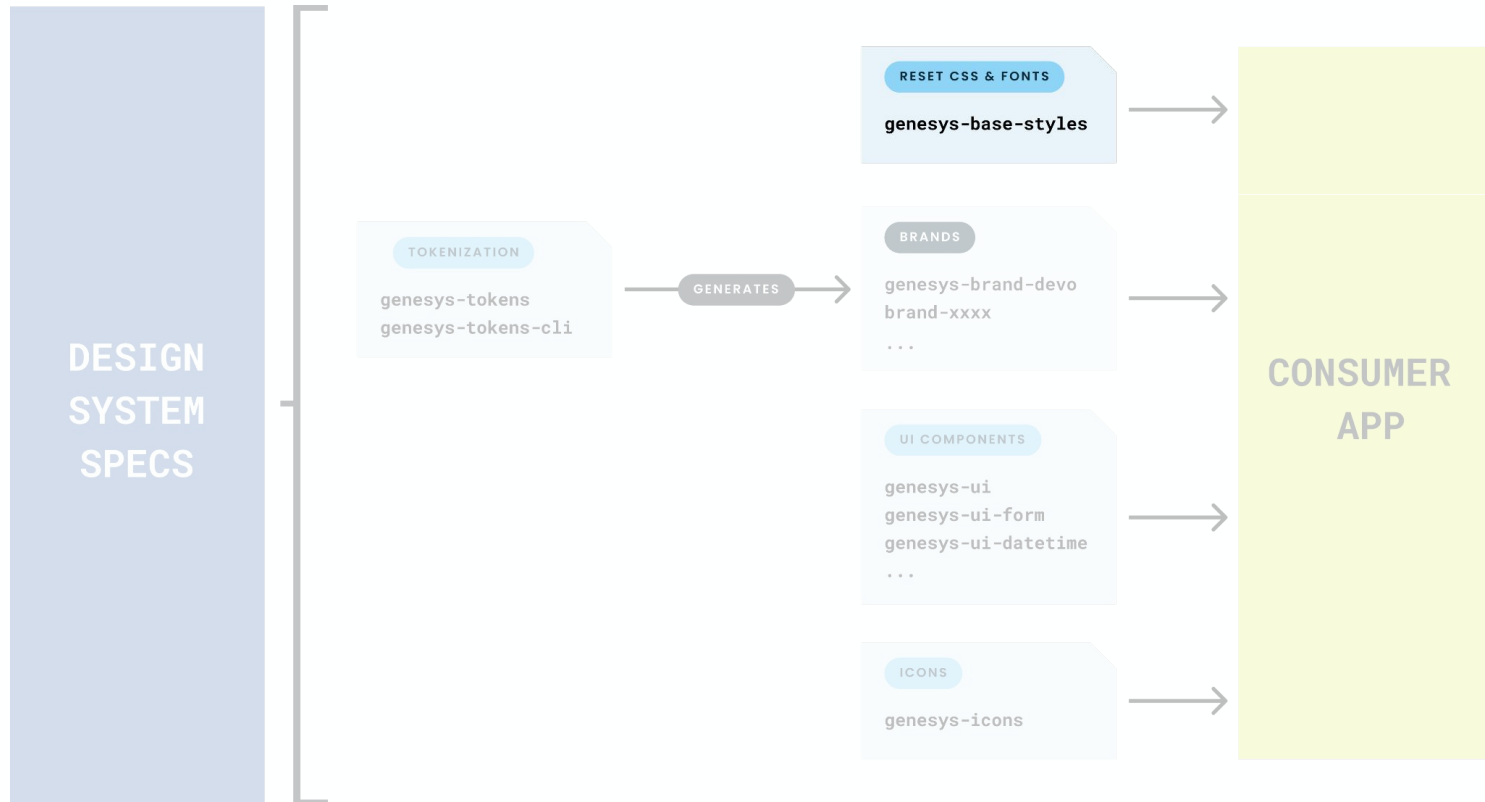 DESIGN
SYSTEM
SPECS
TOKENIZATION
genesys-tokens
genesys-tokens-cli
GENERATES
RESET CSS & FONTS
genesys-base-styles
BRANDS
genesys-brand-devo
brand-xxxx
...
UI COMPONENTS
genesys-ui
genesys-ui-form
genesys-ui-datetime
...
ICONS
genesys-icons
CONSUMER
APP